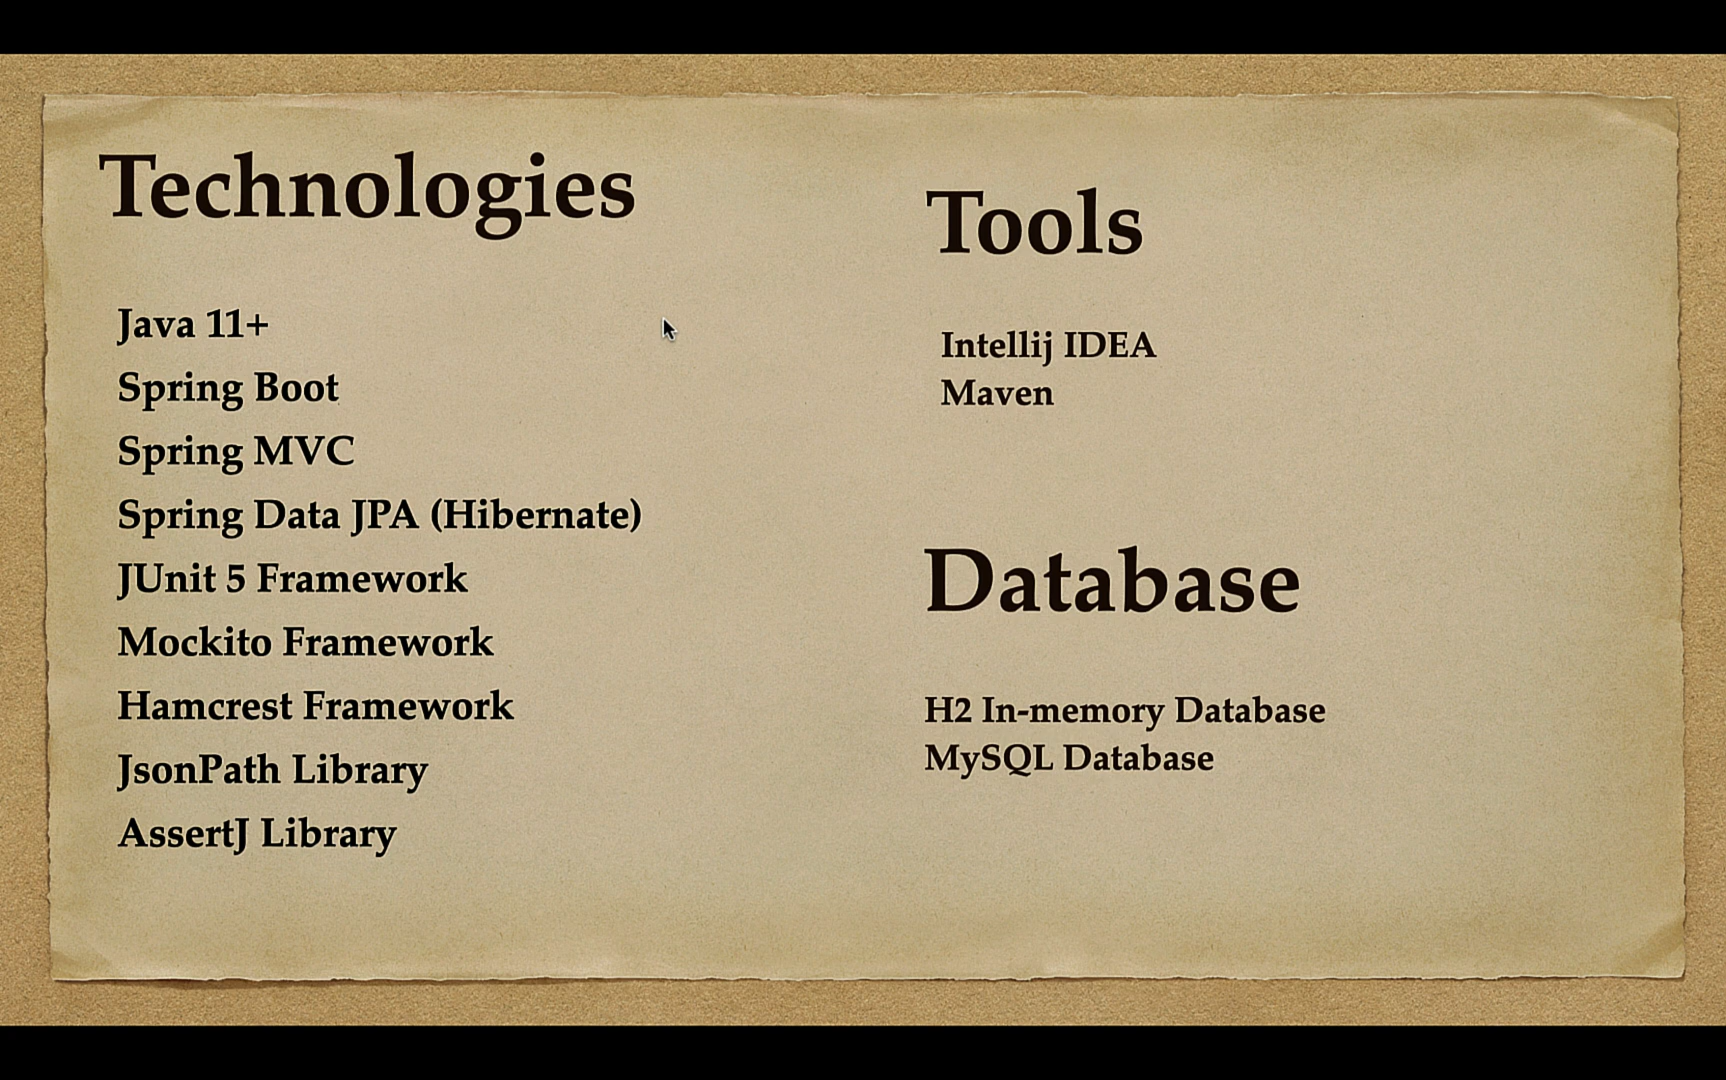 Technologies
Java 11+
Spring Boot
Spring MVC
Spring Data JPA (Hibernate)
JUnit 5 Framework
Mockito Framework
Hamcrest Framework
JsonPath Library
AssertJ Library
Tools
Intellij IDEA
Maven
Database
H2 In-memory Database
MySQL Database